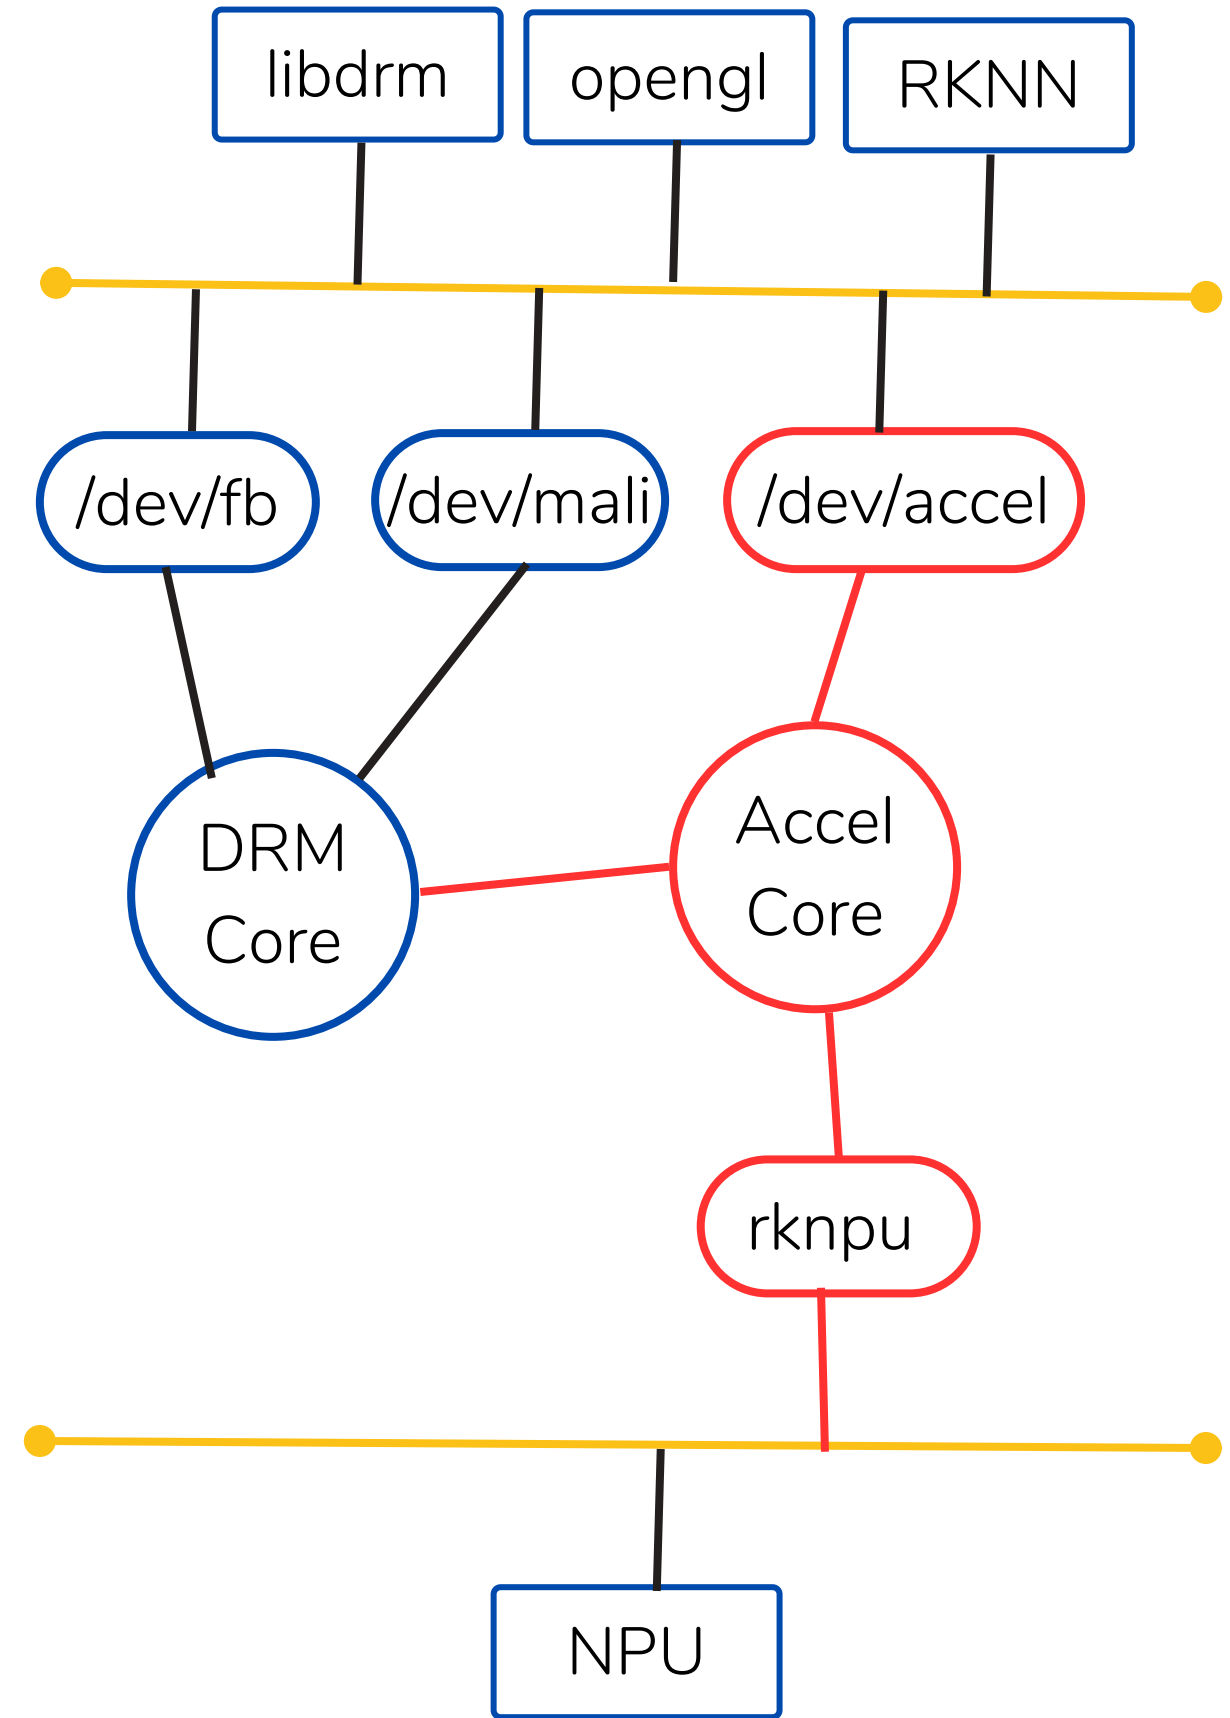 libdrm
opengl
RKNN
/dev/fb
/dev/mali
/dev/accel
DRM
Core
Accel
Core
rknpu
NPU